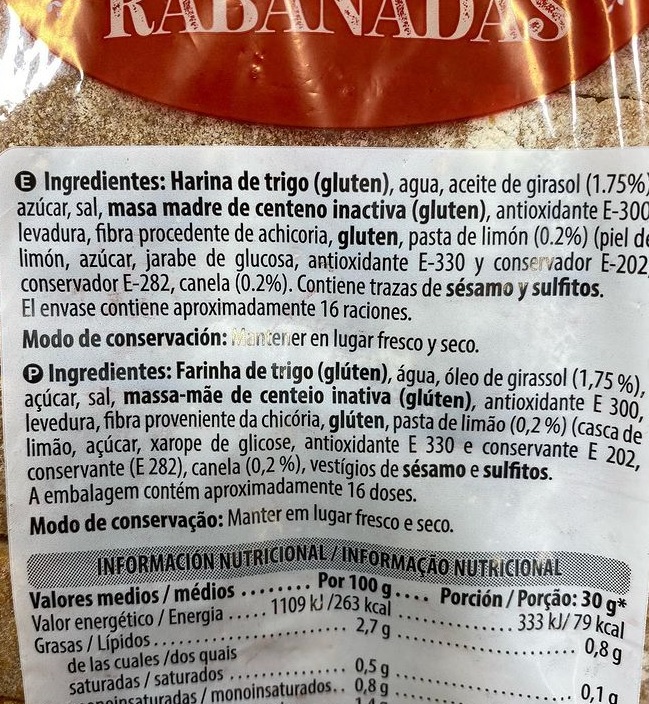 RABANADAS
E Ingredientes: Harina de trigo (gluten), agua, aceite de girasol (1.75%)
azúcar, sal, masa madre de centeno inactiva (gluten), antioxidante E-300
levadura, fibra procedente de achicoria, gluten, pasta de limón (0.2%) (piel de
limón, azúcar, jarabe de glucosa, antioxidante E-330 y conservador E-202,
conservador E-282, canela (0.2%). Contiene trazas de sésamo y sulfitos.
El envase contiene aproximadamente 16 raciones.
Modo de conservación: Mantener en lugar fresco y seco.
P Ingredientes: Farinha de trigo (glúten), água, óleo de girassol (1,75 %),
açúcar, sal, massa-mãe de centeio inativa (glúten), antioxidante E 300,
levedura, fibra proveniente da chicória, glúten, pasta de limão (0,2 %) (casca de
limão, açúcar, xarope de glicose, antioxidante E 330 e conservante E 202,
conservante (E 282), canela (0,2 %), vestígios de sésamo e sulfitos.
A embalagem contém aproximadamente 16 doses.
Modo de conservação: Manter em lugar fresco e seco.
INFORMACIÓN NUTRICIONAL / INFORMAÇÃO NUTRICIONAL
Valores medios / médios ........ Por 100 g.... Porción / Porção: 30 g*
Valor energético / Energia ..... 1109 kJ /263 kcal ............ 333 kJ/ 79 kcal
Grasas / Lípidos ........................ 2,7 g ........................ 0,8 g
de las cuales /dos quais
saturadas / saturados ............... 0,5 g ........................ 0,1 g
monoinsaturadas / monoinsaturados.. 0,8 g